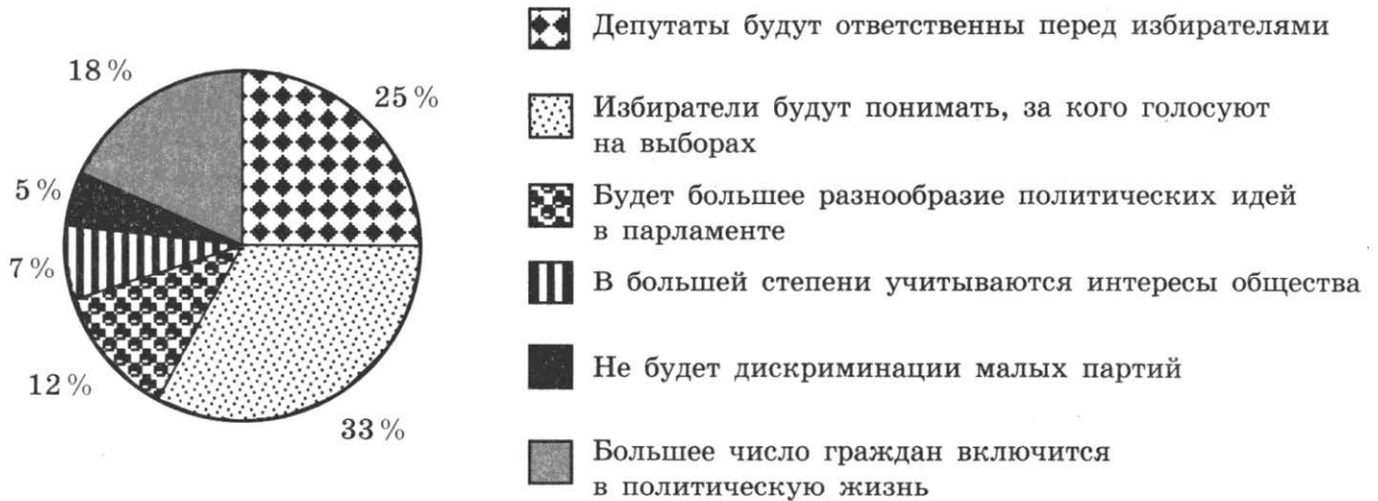 18 %
25 %
5 %
7 %
12 %
33 %
Депутаты будут ответственны перед избирателями
Избиратели будут понимать, за кого голосуют
на выборах
Будет большее разнообразие политических идей
в парламенте
В большей степени учитываются интересы общества
Не будет дискриминации малых партий
Большее число граждан включится
в политическую жизнь